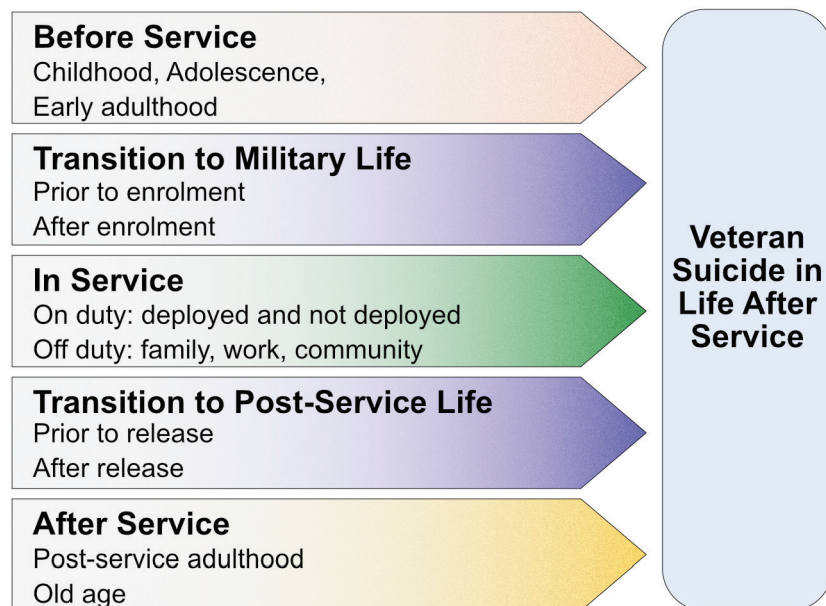 Before Service
Childhood, Adolescence,
Early adulthood
Transition to Military Life
Prior to enrolment
After enrolment
In Service
On duty: deployed and not deployed
Off duty: family, work, community
Transition to Post-Service Life
Prior to release
After release
After Service
Post-service adulthood
Old age
Veteran
Suicide in
Life After
Service